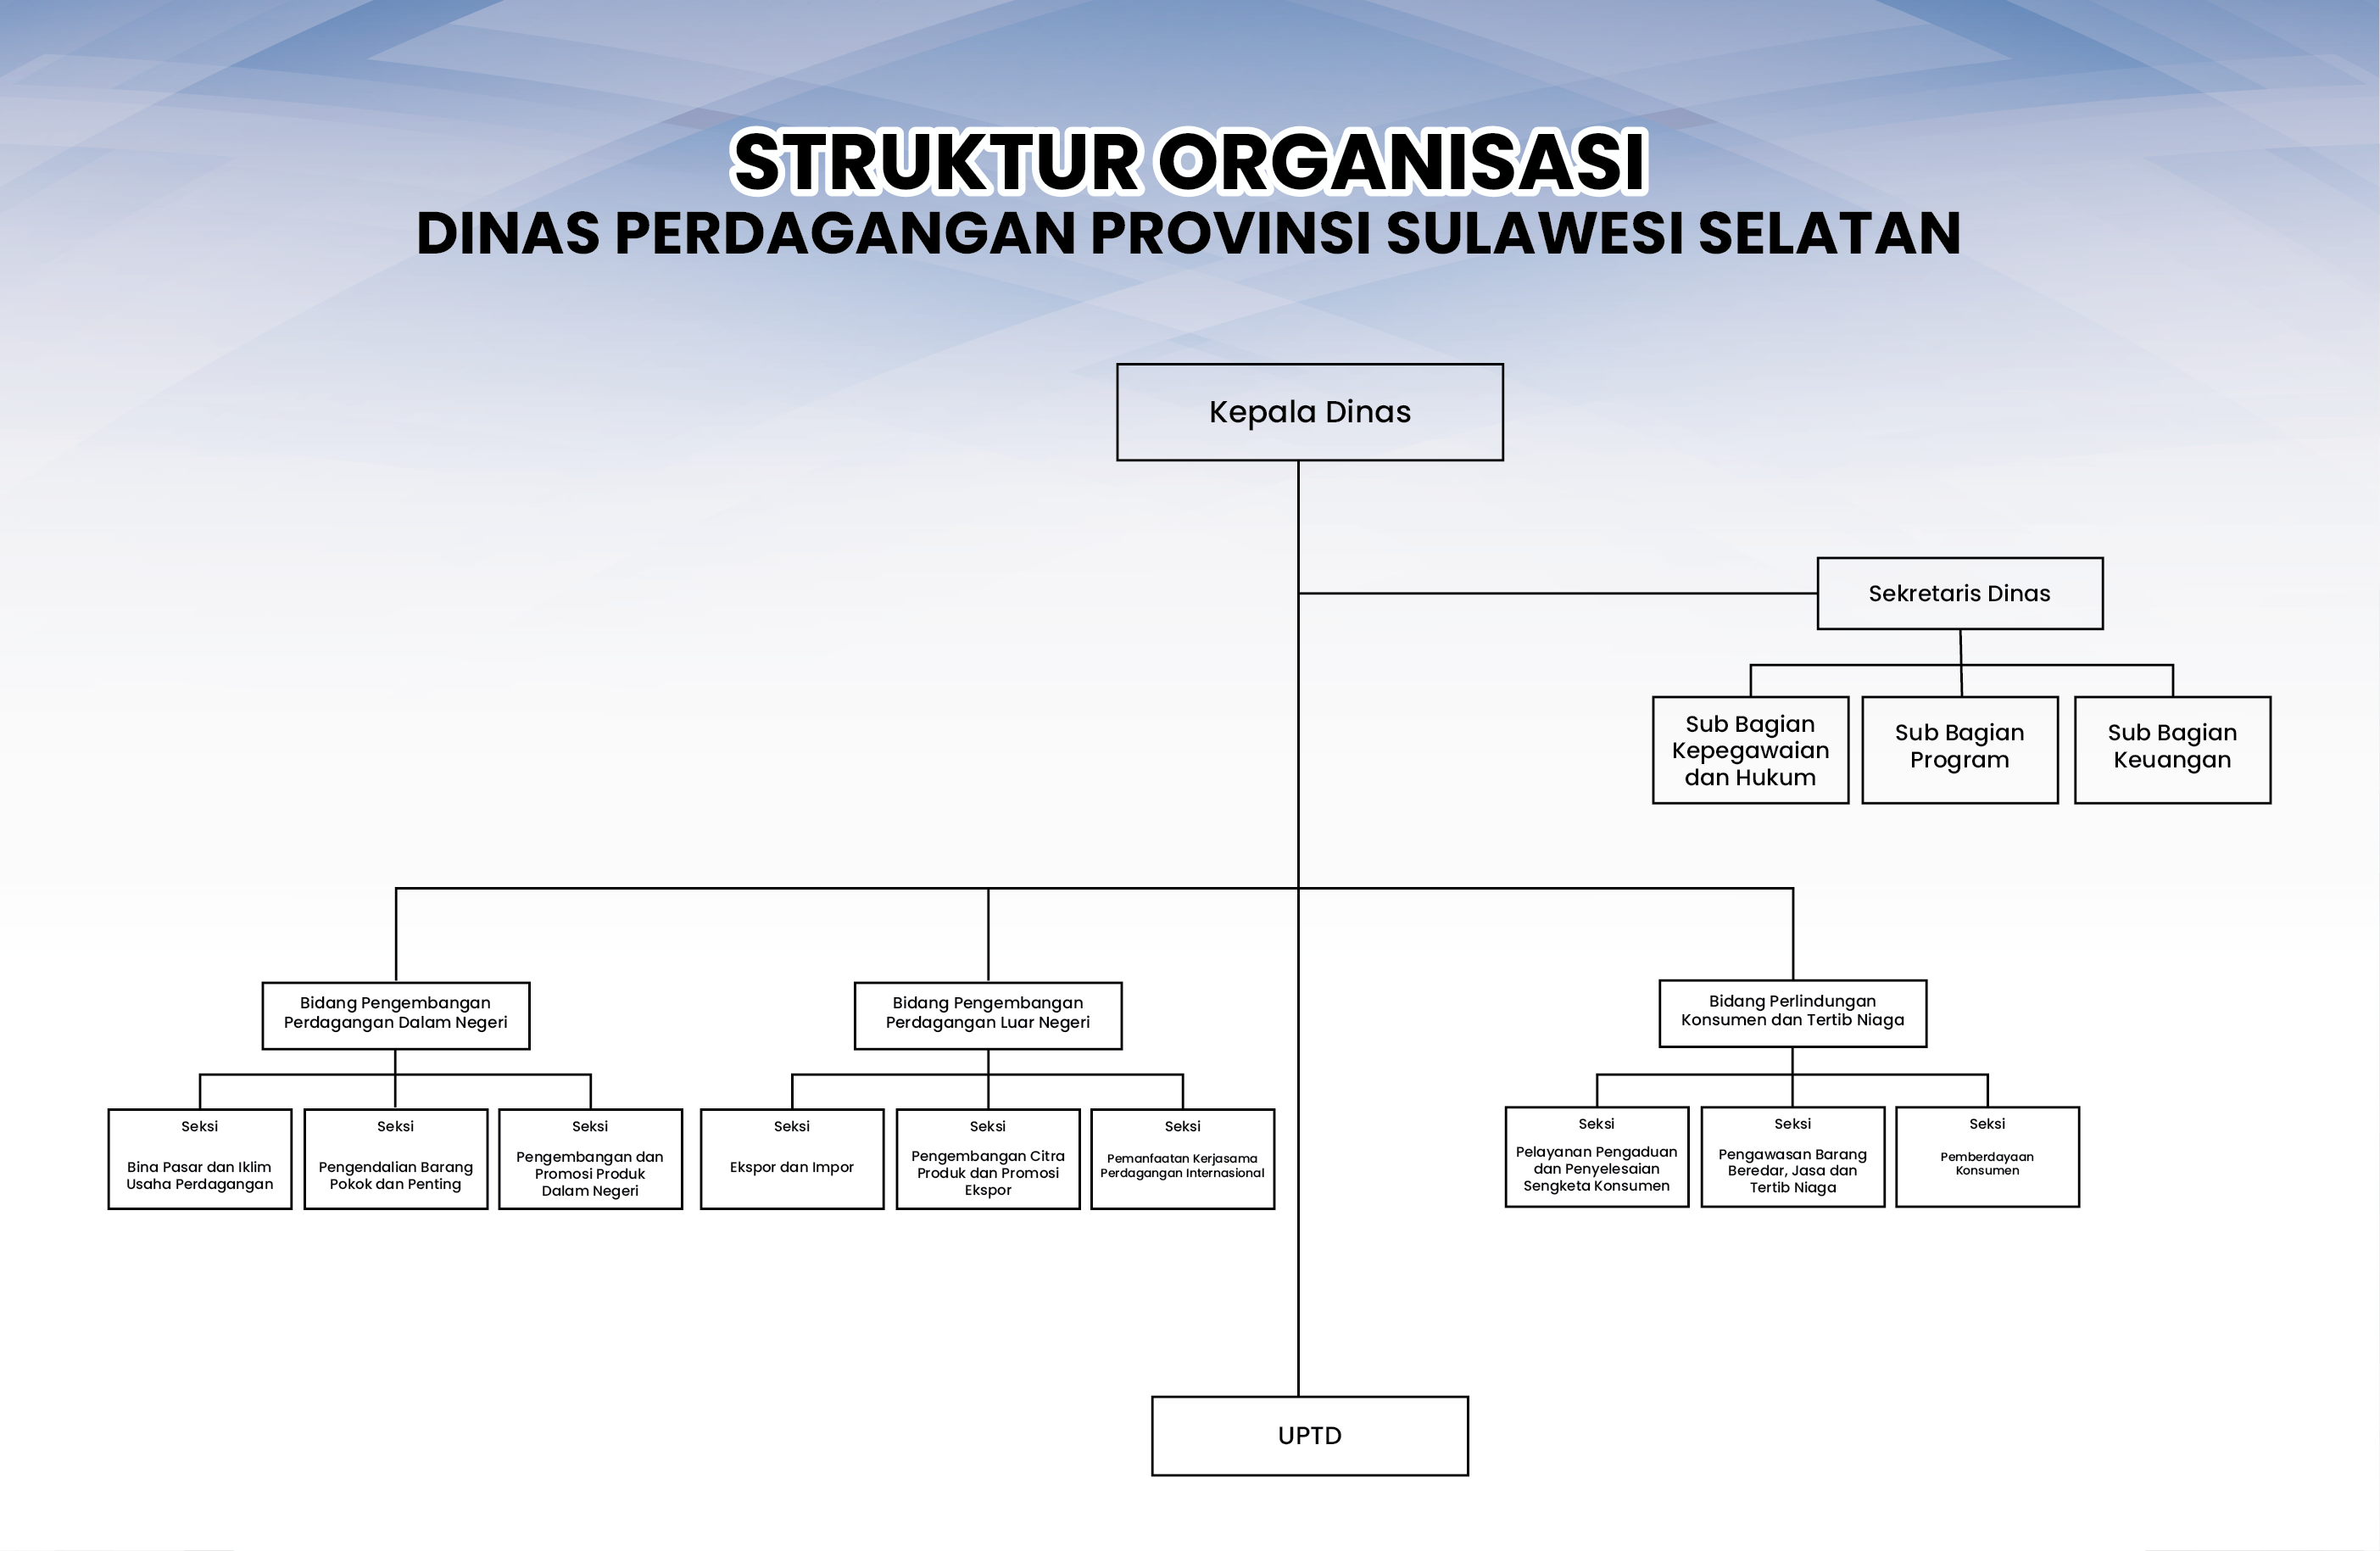 STRUKTUR ORGANISASI
DINAS PERDAGANGAN PROVINSI SULAWESI SELATAN
Kepala Dinas
Sekretaris Dinas
Sub Bagian
Kepegawaian
dan Hukum
Sub Bagian
Program
Sub Bagian
Keuangan
Bidang Pengembangan
Perdagangan Dalam Negeri
Bidang Pengembangan
Perdagangan Luar Negeri
Bidang Perlindungan
Konsumen dan Tertib Niaga
Seksi
Bina Pasar dan Iklim
Usaha Perdagangan
Seksi
Pengendalian Barang
Pokok dan Penting
Seksi
Pengembangan dan
Promosi Produk
Dalam Negeri
Seksi
Ekspor dan Impor
Seksi
Pengembangan Citra
Produk dan Promosi
Ekspor
Seksi
Pemanfaatan Kerjasama
Perdagangan Internasional
Seksi
Pelayanan Pengaduan
dan Penyelesaian
Sengketa Konsumen
Seksi
Pengawasan Barang
Beredar, Jasa dan
Tertib Niaga
Seksi
Pemberdayaan
Konsumen
UPTD